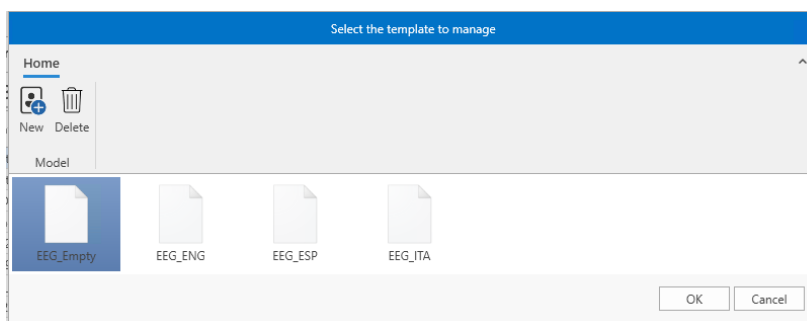 Select the template to manage
Home
New Delete
Model
EEG_Empty EEG_ENG EEG_ESP EEG_ITA
OK Cancel